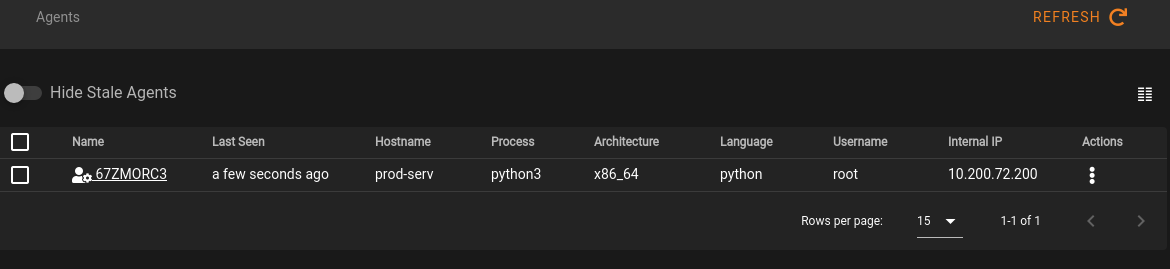 Agents REFRESH
Hide Stale Agents
Name Last Seen Hostname Process Architecture Language Username Internal IP Actions
67ZMORC3 a few seconds ago prod-serv python3 x86_64 python root 10.200.72.200
Rows per page: 15 1-1 of 1